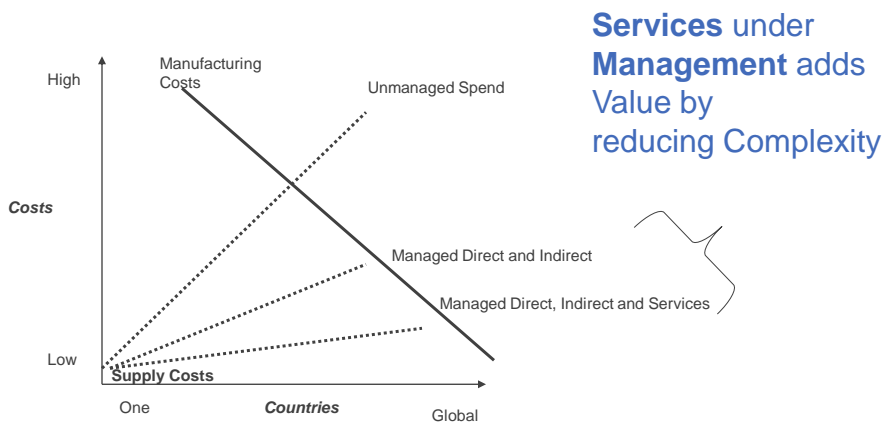 Services under
Management adds
Value by
reducing Complexity
Manufacturing
Costs
High
Unmanaged Spend
Costs
Managed Direct and Indirect
Managed Direct, Indirect and Services
Low
Supply Costs
One
Countries
Global